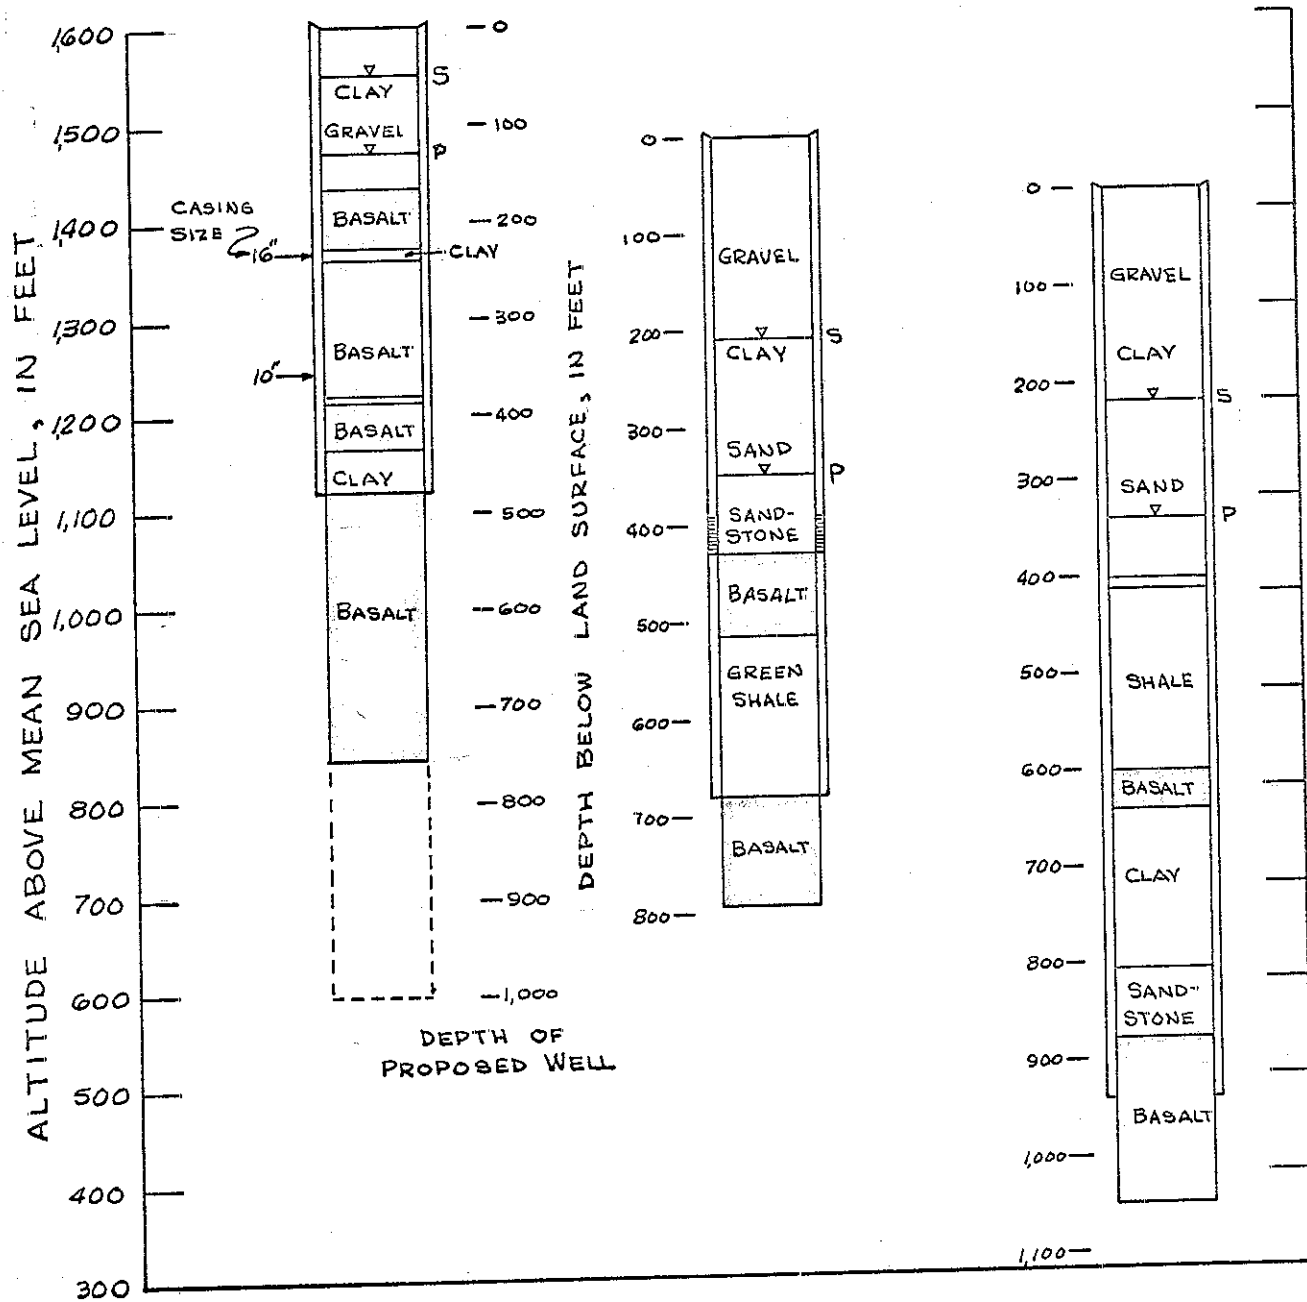 ALTITUDE ABOVE MEAN SEA LEVEL, IN FEET
1,600
1,500
1,400
1,300
1,200
1,100
1,000
900
800
700
600
500
400
300
CASING
SIZE
16"
10"
S
CLAY
GRAVEL
P
BASALT
CLAY
BASALT
BASALT
CLAY
BASALT
0
100
200
300
400
500
600
700
800
900
1,000
DEPTH OF
PROPOSED WELL
DEPTH BELOW LAND SURFACE, IN FEET
0
100
200
300
400
500
600
700
800
GRAVEL
S
CLAY
SAND
P
SAND-
STONE
BASALT
GREEN
SHALE
BASALT
0
100
200
300
400
500
600
700
800
900
1,000
1,100
GRAVEL
CLAY
S
SAND
P
SHALE
BASALT
CLAY
SAND-
STONE
BASALT